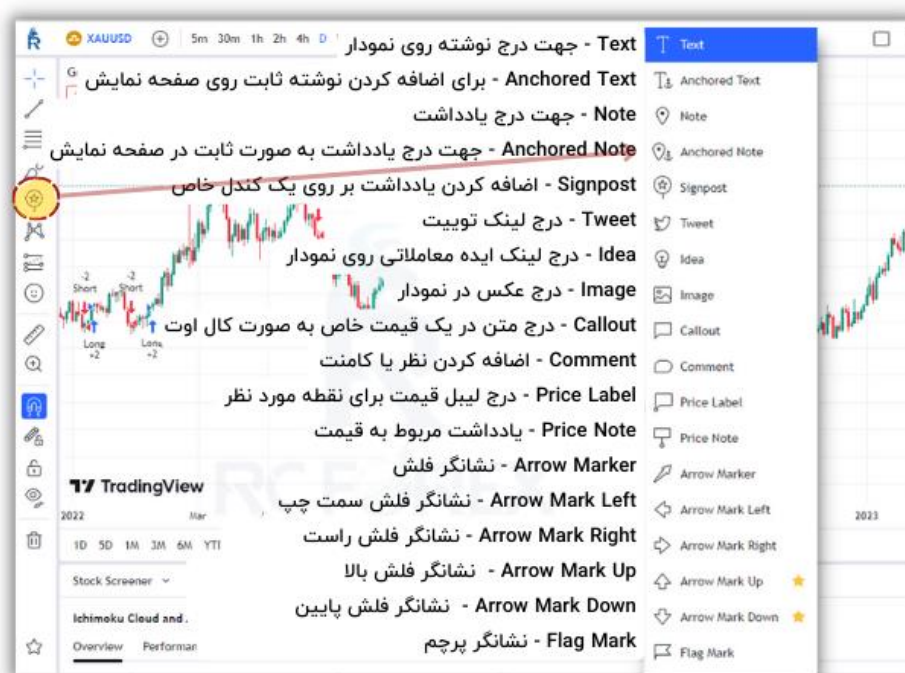 XAUUSD 5m 30m 1h 2h 4h D
Text - جهت درج نوشته روی نمودار
Anchored Text - برای اضافه کردن نوشته ثابت روی صفحه نمایش
Note - جهت درج یادداشت
Anchored Note - جهت درج یادداشت به صورت ثابت در صفحه نمایش
Signpost - اضافه کردن یادداشت بر روی یک کندل خاص
Tweet - درج لینک توییت
Idea - درج لینک ایده معاملاتی روی نمودار
Image - درج عکس در نمودار
Callout - درج متن در یک قیمت خاص به صورت کال اوت
Comment - اضافه کردن نظر یا کامنت
Price Label - درج لیبل قیمت برای نقطه مورد نظر
Price Note - یادداشت مربوط به قیمت
Arrow Marker - نشانگر فلش
Arrow Mark Left - نشانگر فلش سمت چپ
Arrow Mark Right - نشانگر فلش راست
Arrow Mark Up - نشانگر فلش بالا
Arrow Mark Down - نشانگر فلش پایین
Flag Mark - نشانگر پرچم
Text
Anchored Text
Note
Anchored Note
Signpost
Tweet
Idea
Image
Callout
Comment
Price Label
Price Note
Arrow Marker
Arrow Mark Left
Arrow Mark Right
Arrow Mark Up
Arrow Mark Down
Flag Mark
-2 -2
Short Short
Long Long
+2 +2
TradingView
2022 Mar 2023
1D 5D 1M 3M 6M YTD
Stock Screener
Ichimoku Cloud and
Overview